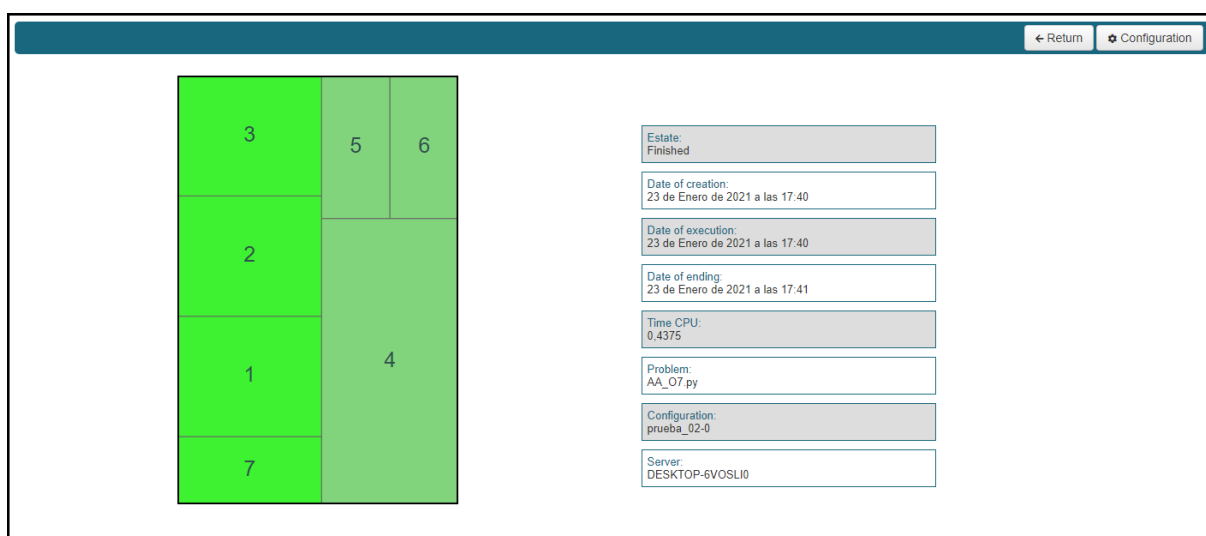 Return
Configuration
3
5
6
2
4
1
7
Estate:
Finished
Date of creation:
23 de Enero de 2021 a las 17:40
Date of execution:
23 de Enero de 2021 a las 17:40
Date of ending:
23 de Enero de 2021 a las 17:41
Time CPU:
0,4375
Problem:
AA_O7.py
Configuration:
prueba_02-0
Server:
DESKTOP-6VOSLI0